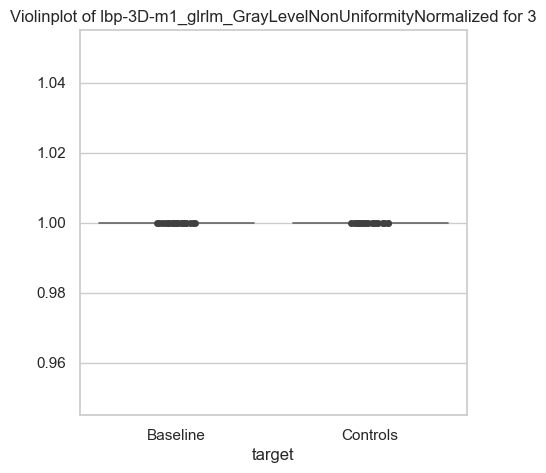 Violinplot of lbp-3D-m1_glrlm_GrayLevelNonUniformityNormalized for 3
1.04
1.02
1.00
0.98
0.96
Baseline Controls
target